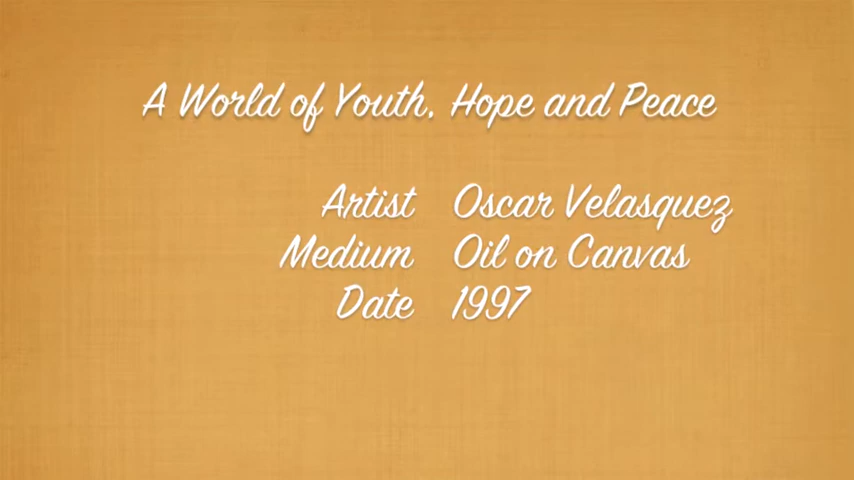 A World of Youth, Hope and Peace
Artist Oscar Velasquez
Medium Oil on Canvas
Date 1997